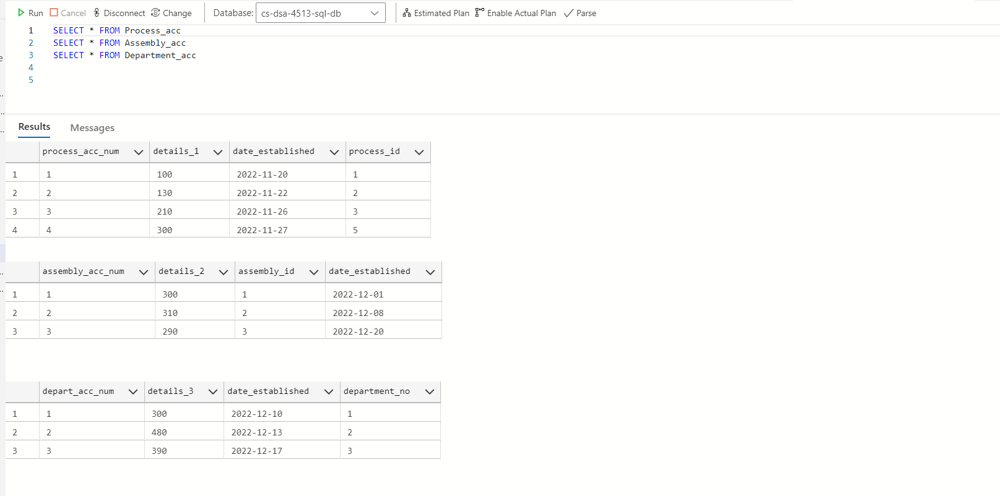 Run Cancel Disconnect Change Database: cs-dsa-4513-sql-db Estimated Plan Enable Actual Plan Parse
1 SELECT * FROM Process_acc
2 SELECT * FROM Assembly_acc
3 SELECT * FROM Department_acc
4
5
Results Messages
process_acc_num details_1 date_established process_id
1 1 100 2022-11-20 1
2 2 130 2022-11-22 2
3 3 210 2022-11-26 3
4 4 300 2022-11-27 5
assembly_acc_num details_2 assembly_id date_established
1 1 300 1 2022-12-01
2 2 310 2 2022-12-08
3 3 290 3 2022-12-20
depart_acc_num details_3 date_established department_no
1 1 300 2022-12-10 1
2 2 480 2022-12-13 2
3 3 390 2022-12-17 3